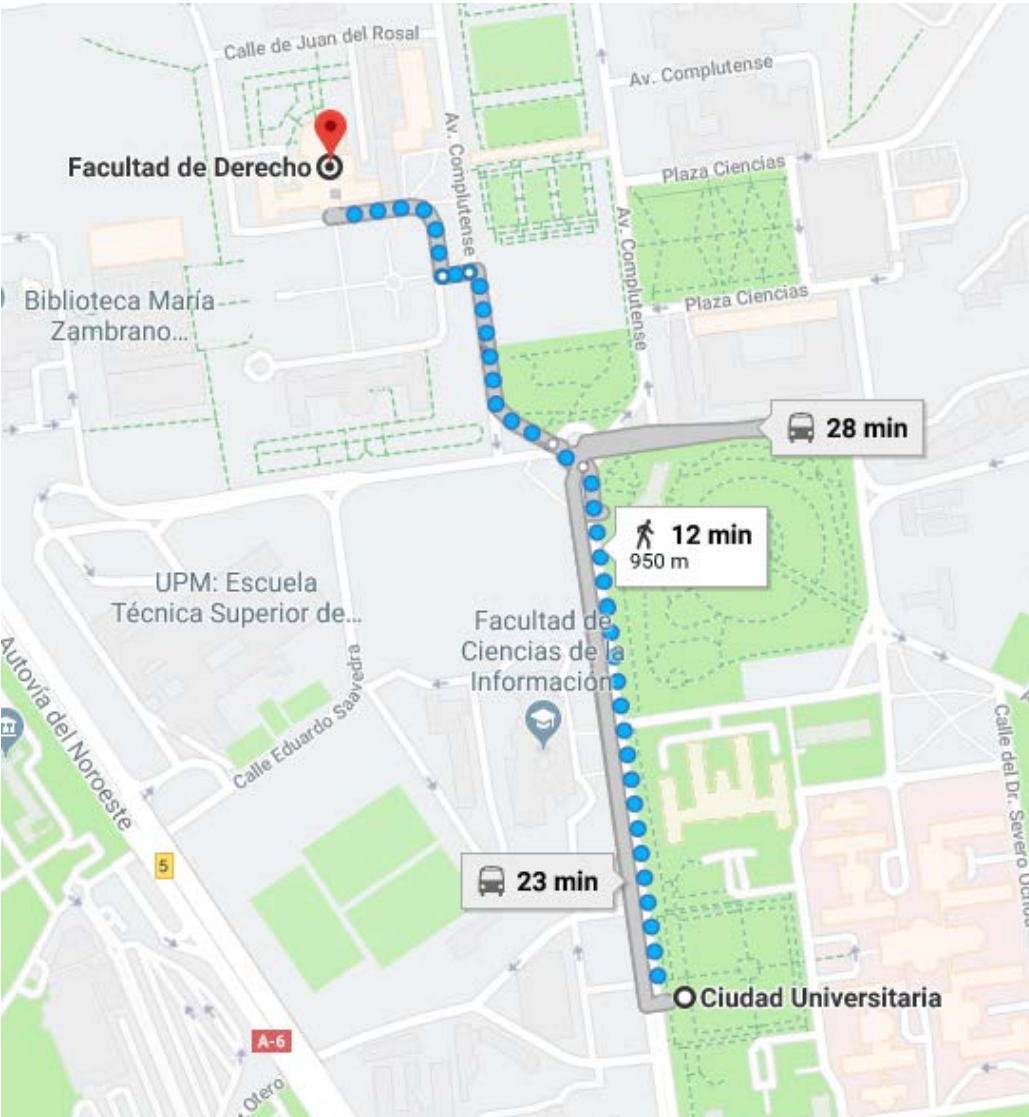 Calle de Juan del Rosal
Av. Complutense
Av. Complutense
Facultad de Derecho
Plaza Ciencias
Av. Complutense
Biblioteca María
Zambrano...
Plaza Ciencias
28 min
12 min
950 m
UPM: Escuela
Técnica Superior de...
Facultad de
Ciencias de la
Información
Autovía del Noroeste
Calle Eduardo Saavedra
Calle del Dr. Severo Ochoa
5
23 min
Ciudad Universitaria
A-6
Otero